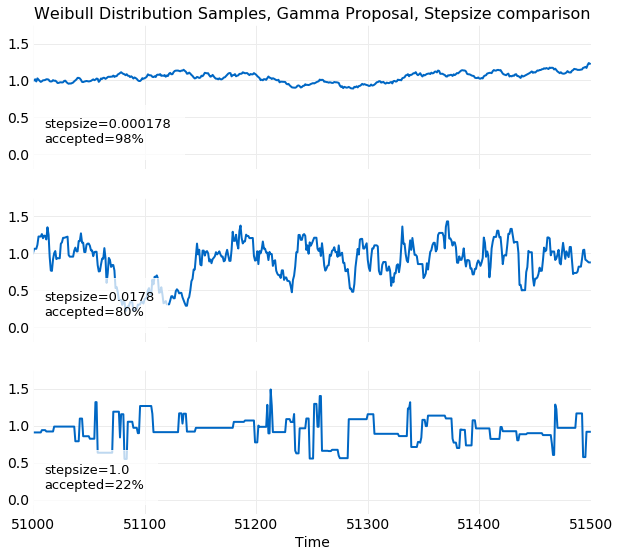 Weibull Distribution Samples, Gamma Proposal, Stepsize comparison
1.5
1.0
0.5
0.0
stepsize=0.000178
accepted=98%
1.5
1.0
0.5
0.0
stepsize=0.0178
accepted=80%
1.5
1.0
0.5
0.0
stepsize=1.0
accepted=22%
51000 51100 51200 51300 51400 51500
Time